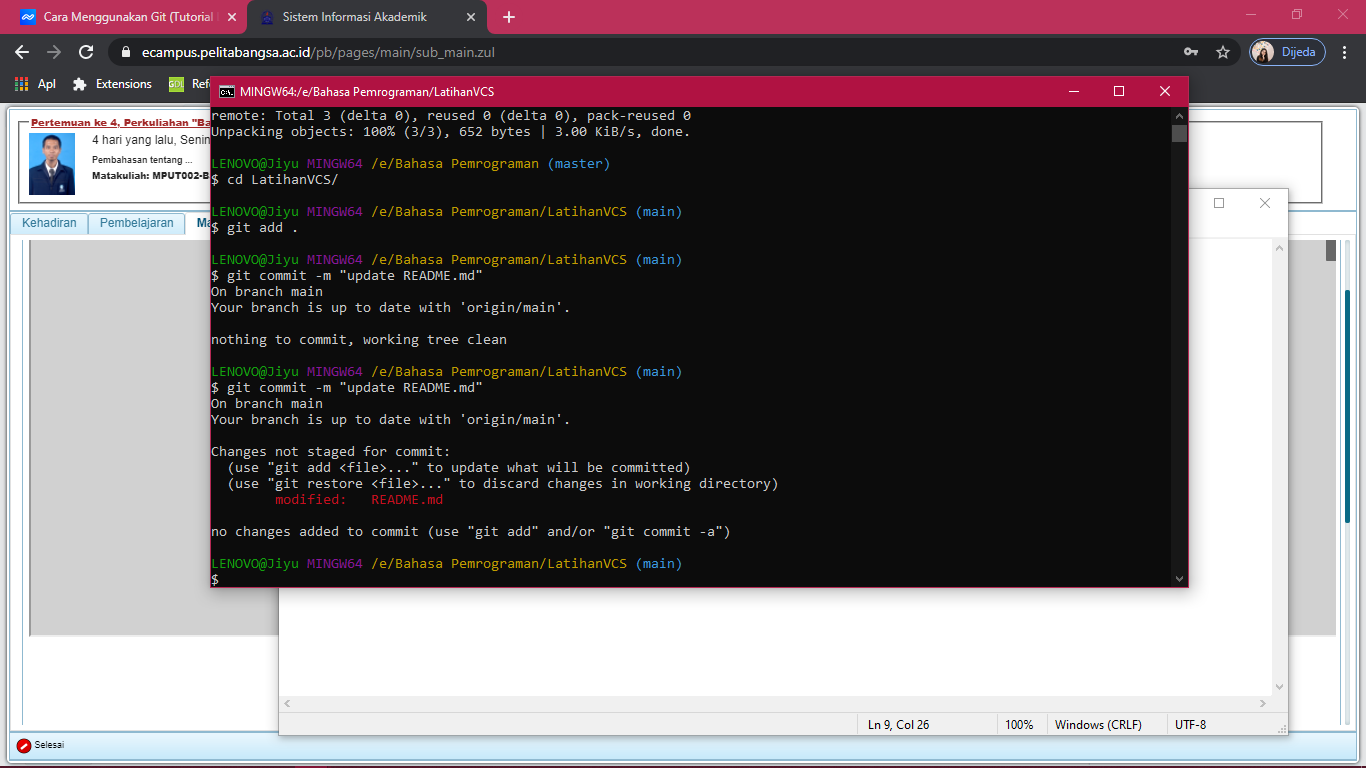 Cara Menggunakan Git (Tutorial
Sistem Informasi Akademik
ecampus.pelitabangsa.ac.id/pb/pages/main/sub_main.zul
Dijeda
Apl
Extensions
GDL
Ref
MINGW64:/e/Bahasa Pemrograman/LatihanVCS
Pertemuan ke 4, Perkuliahan "Ba
4 hari yang lalu, Senin
Pembahasan tentang ...
Matakuliah: MPUT002-B
Kehadiran
Pembelajaran
Ma
remote: Total 3 (delta 0), reused 0 (delta 0), pack-reused 0
Unpacking objects: 100% (3/3), 652 bytes | 3.00 KiB/s, done.
LENOVO@Jiyu MINGW64 /e/Bahasa Pemrograman (master)
$ cd LatihanVCS/
LENOVO@Jiyu MINGW64 /e/Bahasa Pemrograman/LatihanVCS (main)
$ git add .
LENOVO@Jiyu MINGW64 /e/Bahasa Pemrograman/LatihanVCS (main)
$ git commit -m "update README.md"
On branch main
Your branch is up to date with 'origin/main'.
nothing to commit, working tree clean
LENOVO@Jiyu MINGW64 /e/Bahasa Pemrograman/LatihanVCS (main)
$ git commit -m "update README.md"
On branch main
Your branch is up to date with 'origin/main'.
Changes not staged for commit:
(use "git add <file>..." to update what will be committed)
(use "git restore <file>..." to discard changes in working directory)
modified: README.md
no changes added to commit (use "git add" and/or "git commit -a")
LENOVO@Jiyu MINGW64 /e/Bahasa Pemrograman/LatihanVCS (main)
$
Ln 9, Col 26
100%
Windows (CRLF)
UTF-8
Selesai